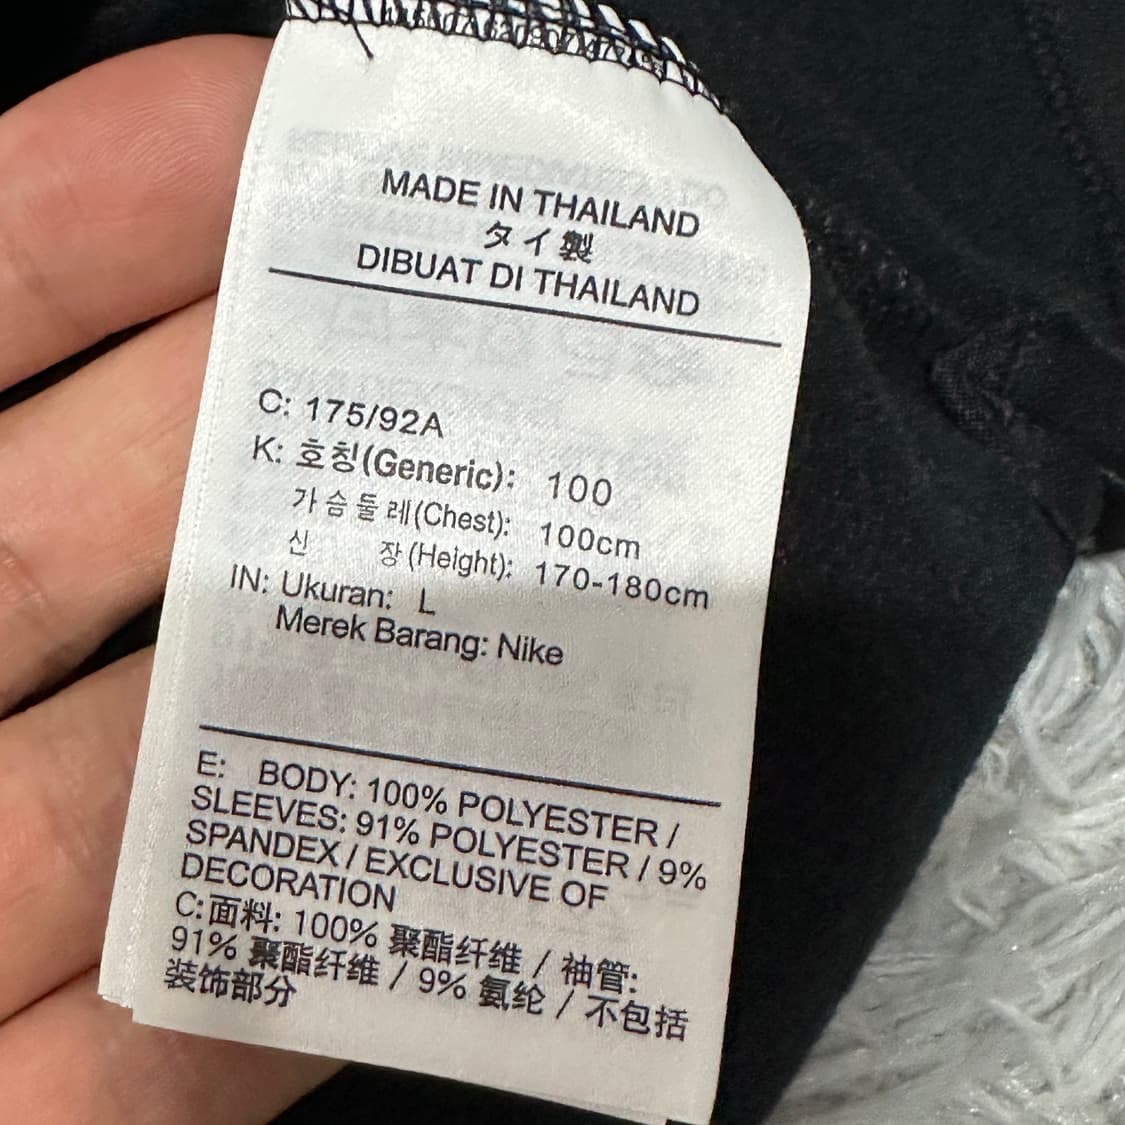 MADE IN THAILAND
タイ製
DIBUAT DI THAILAND
C: 175/92A
K: 호칭(Generic): 100
가슴둘레(Chest): 100cm
신 장(Height): 170-180cm
IN: Ukuran: L
Merek Barang: Nike
E: BODY: 100% POLYESTER /
SLEEVES: 91% POLYESTER / 9%
SPANDEX / EXCLUSIVE OF
DECORATION
C:面料: 100% 聚酯纤维 / 袖管:
91% 聚酯纤维 / 9% 氨纶 / 不包括
装饰部分